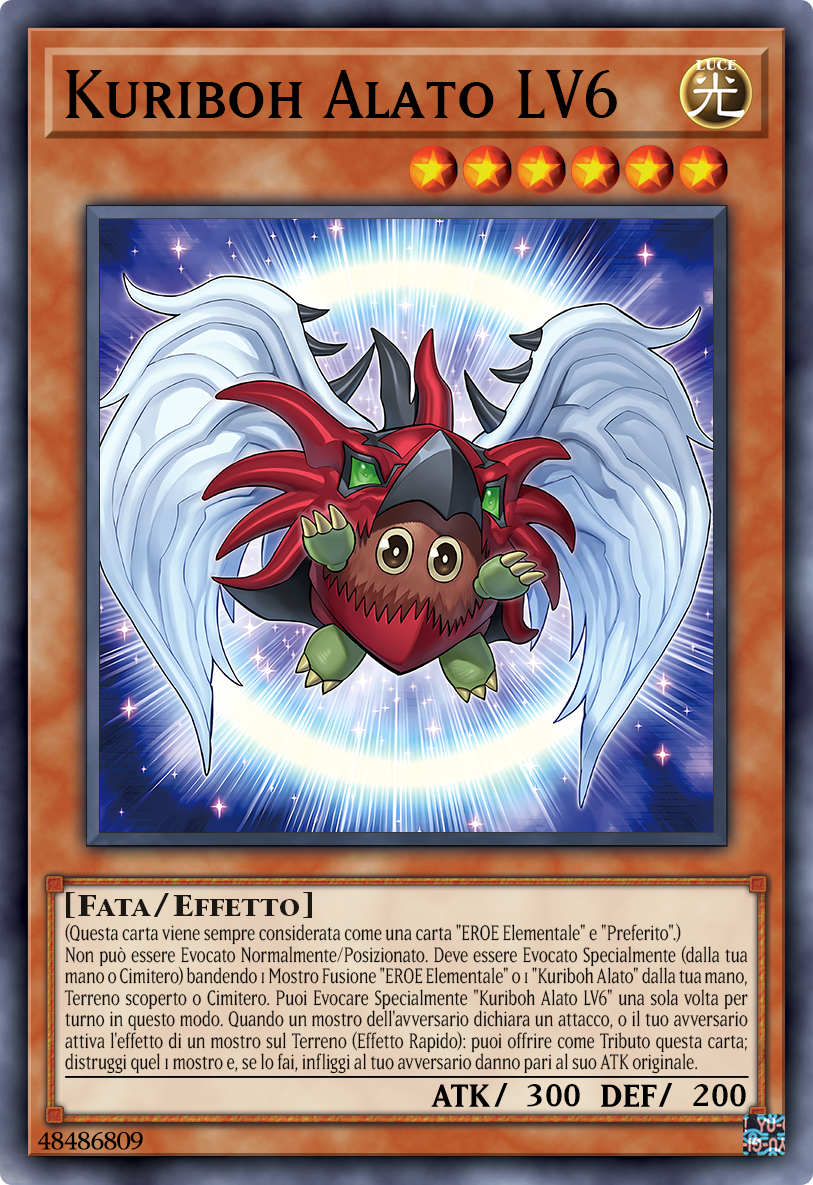 Kuriboh Alato LV6
LUCE
光
[Fata/Effetto]
(Questa carta viene sempre considerata come una carta "EROE Elementale" e "Preferito".)
Non può essere Evocato Normalmente/Posizionato. Deve essere Evocato Specialmente (dalla tua
mano o Cimitero) bandendo 1 Mostro Fusione "EROE Elementale" o 1 "Kuriboh Alato" dalla tua mano,
Terreno scoperto o Cimitero. Puoi Evocare Specialmente "Kuriboh Alato LV6" una sola volta per
turno in questo modo. Quando un mostro dell'avversario dichiara un attacco, o il tuo avversario
attiva l'effetto di un mostro sul Terreno (Effetto Rapido): puoi offrire come Tributo questa carta;
distruggi quel 1 mostro e, se lo fai, infliggi al tuo avversario danno pari al suo ATK originale.
ATK/ 300 DEF/ 200
48486809